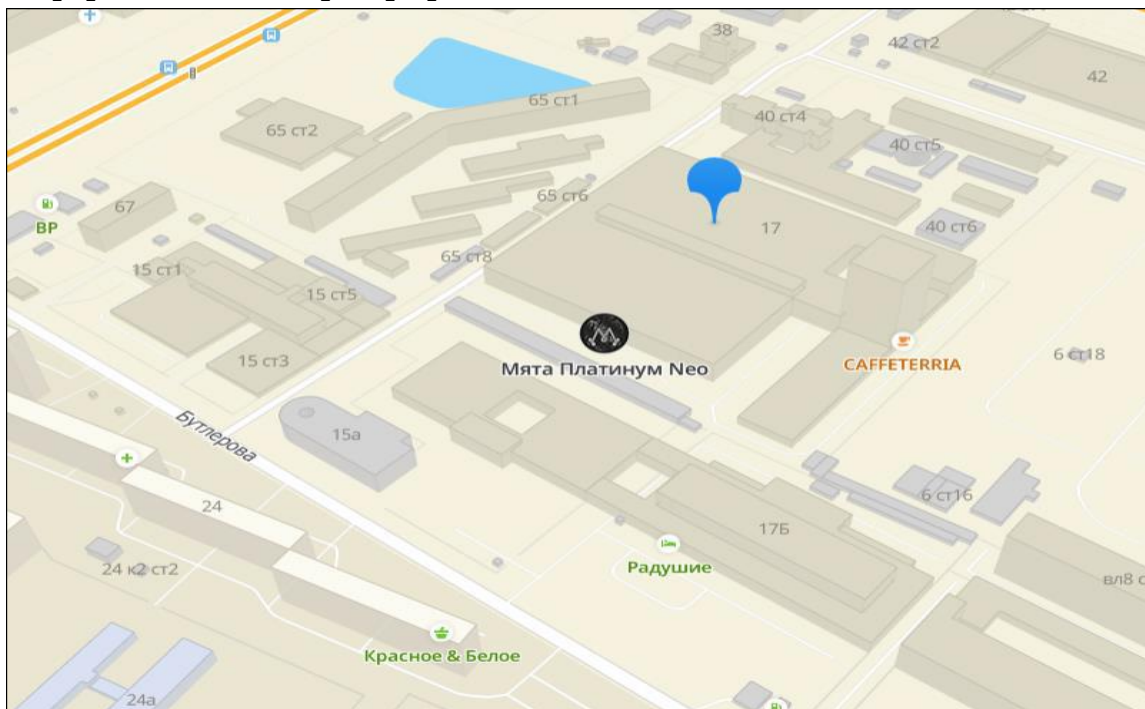 38
42 ст2
42
65 ст1
65 ст2
40 ст4
40 ст5
67
BP
65 ст6
17
40 ст6
65 ст8
15 ст1
15 ст5
15 ст3
Мята Платинум Neo
CAFFETERRIA
6 ст18
Бутлерова
15а
24
6 ст16
17Б
24 к2 ст2
Радушие
вл8 с
Красное & Белое
24а